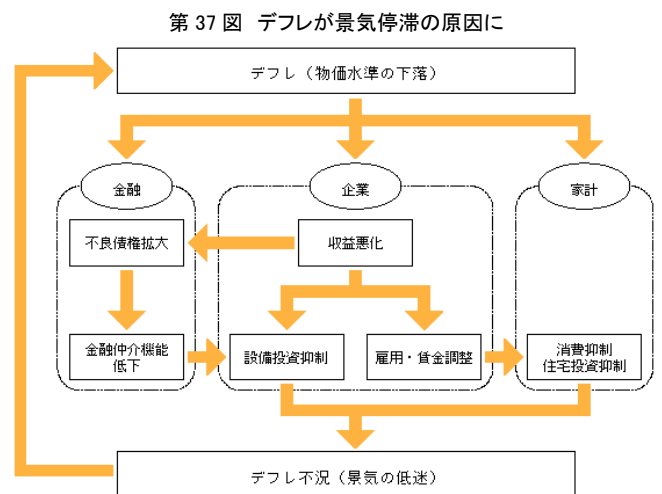 第 37 図 デフレが景気停滞の原因に
デフレ（物価水準の下落）
金融
企業
家計
不良債権拡大
収益悪化
金融仲介機能
低下
設備投資抑制
雇用・賃金調整
消費抑制
住宅投資抑制
デフレ不況（景気の低迷）